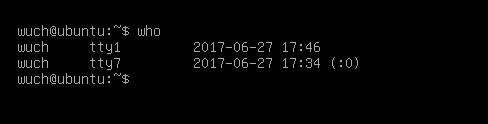 wuch@ubuntu:~$ who
wuch     tty1         2017-06-27 17:46
wuch     tty7         2017-06-27 17:34 (:0)
wuch@ubuntu:~$